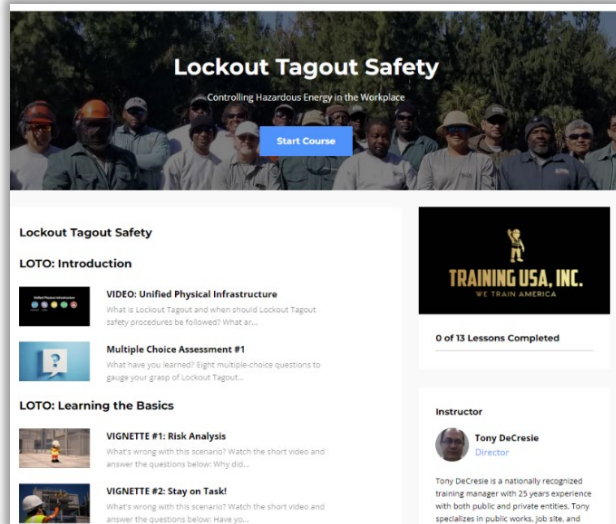 Lockout Tagout Safety
Controlling Hazardous Energy in the Workplace
Start Course
Lockout Tagout Safety
LOTO: Introduction
VIDEO: Unified Physical Infrastructure
What is Lockout Tagout and when should Lockout Tagout
safety procedures be followed? What ar...
Multiple Choice Assessment #1
What have you learned? Eight multiple-choice questions to
gauge your grasp of Lockout Tagout...
LOTO: Learning the Basics
VIGNETTE #1: Risk Analysis
What's wrong with this scenario? Watch the short video and
answer the questions below: Why did...
VIGNETTE #2: Stay on Task!
What's wrong with this scenario? Watch the short video and
answer the questions below: Have yo...
TRAINING USA, INC.
WE TRAIN AMERICA
0 of 13 Lessons Completed
Instructor
Tony DeCresie
Director
Tony DeCresie is a nationally recognized
training manager with 25 years experience
with both public and private entities. Tony
specializes in public works, job site, and